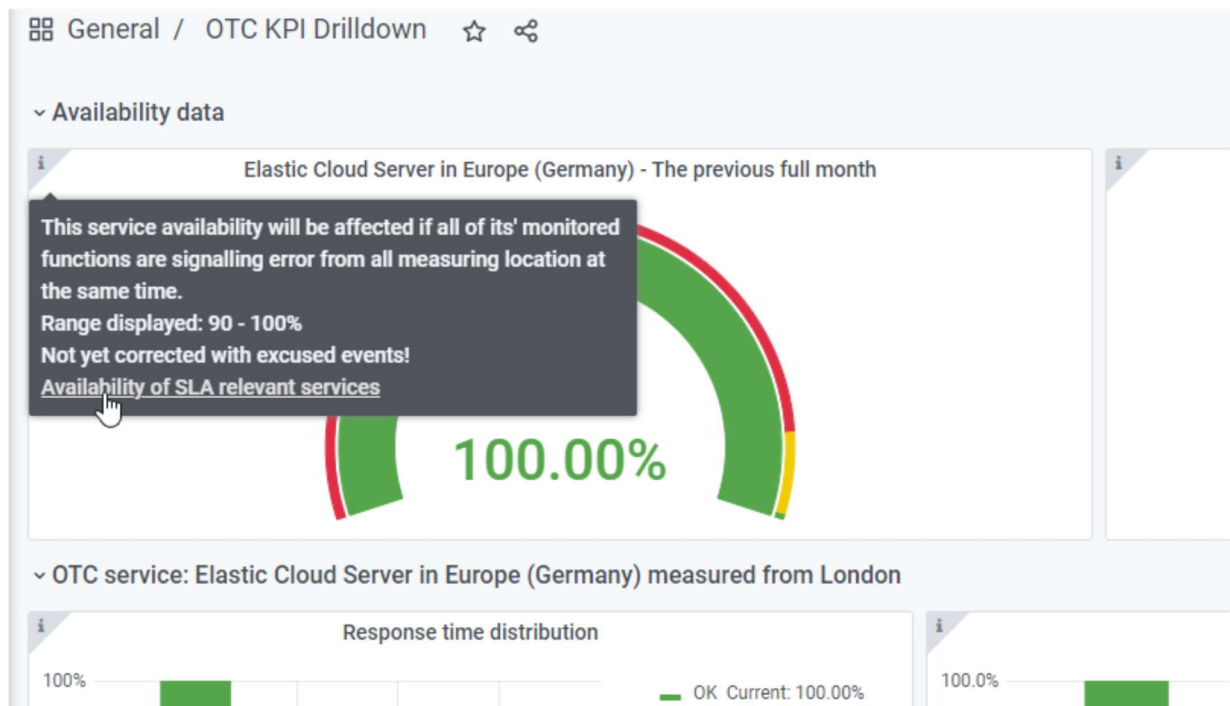 General / OTC KPI Drilldown
Availability data
i
Elastic Cloud Server in Europe (Germany) - The previous full month
i
This service availability will be affected if all of its' monitored
functions are signalling error from all measuring location at
the same time.
Range displayed: 90 - 100%
Not yet corrected with excused events!
Availability of SLA relevant services
100.00%
OTC service: Elastic Cloud Server in Europe (Germany) measured from London
i
Response time distribution
i
100%
OK Current: 100.00%
100.0%